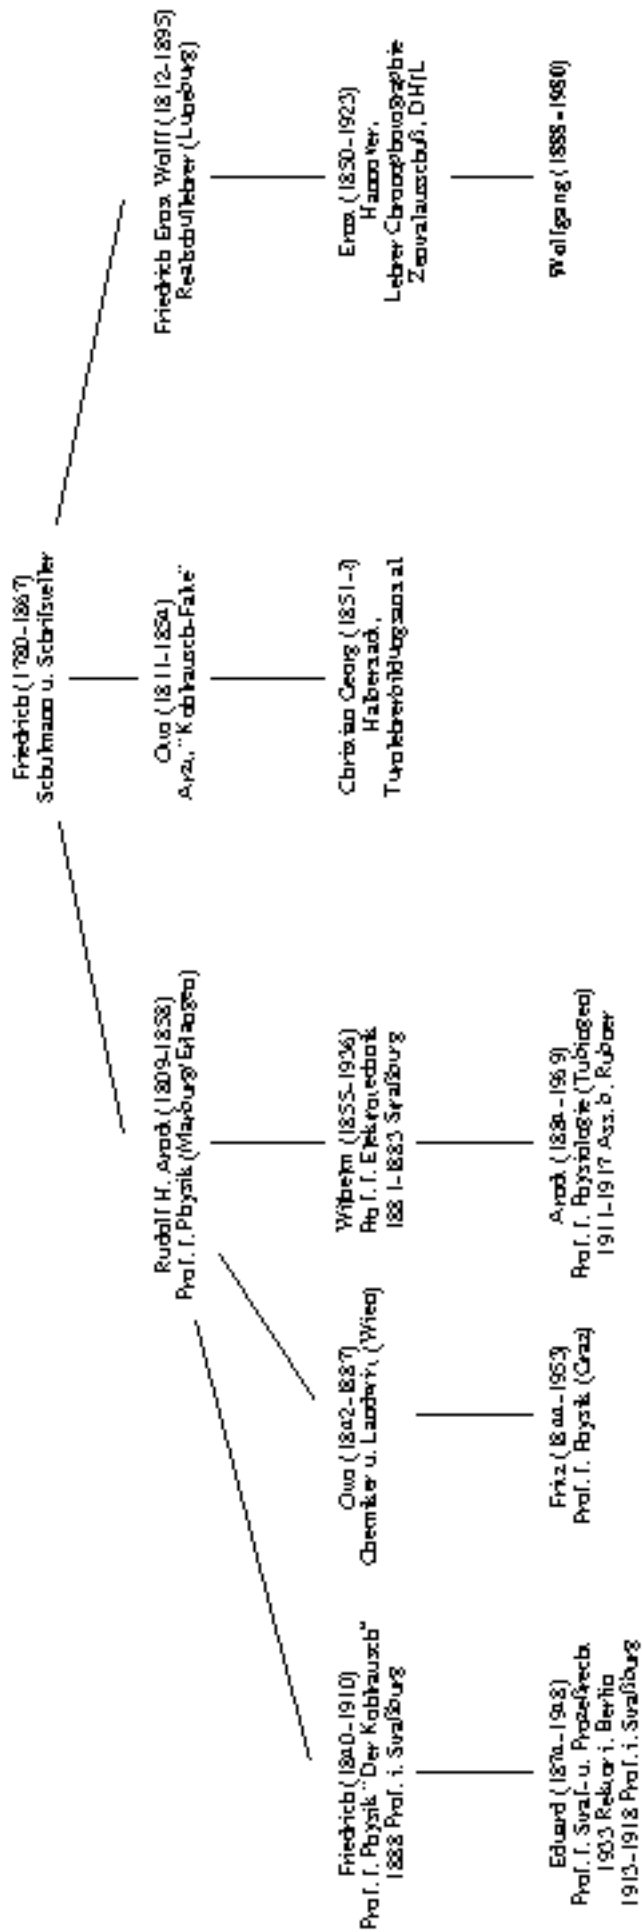 Friedrich (1780-1867)
Schulmann u. Schriftsteller
Rudolf H. Arndt (1809-1858)
Prof. f. Physik (Marburg/Erlangen)
Otto (1811-1854)
Arzt, "Kohlrausch-Falte"
Friedrich Ernst Wolff (1812-1895)
Realschullehrer (Lüneburg)
Friedrich (1840-1910)
Prof. f. Physik "Der Kohlrausch"
1888 Prof. i. Straßburg
Otto (1842-1887)
Chemiker u. Landwirt, (Wien)
Wilhelm (1855-1936)
Prof. f. Elektrotechnik
1881-1883 Straßburg
Christian Georg (1851-?)
Halberstadt,
Turnlehrerbildungsanstalt
Ernst (1850-1923)
Hannover,
Lehrer Chronophotographie
Zentralausschuß, DHfL
Eduard (1874-1948)
Prof. f. Straf- u. Prozeßrecht
1933 Rektor i. Berlin
1913-1918 Prof. i. Straßburg
Fritz (1844-1953)
Prof. f. Physik (Graz)
Arndt (1884-1969)
Prof. f. Physiologie (Tübingen)
1911-1917 Ass. b. Rubner
Wolfgang (1888-1980)